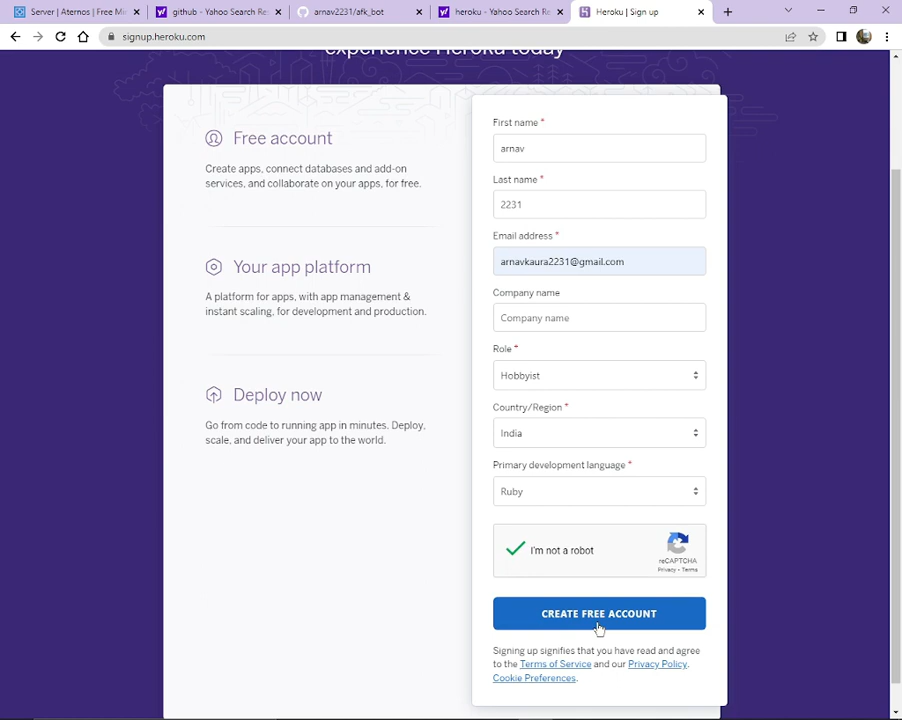 Server | Aternos | Free Mi
github - Yahoo Search Re
arnav2231/afk_bot
heroku - Yahoo Search Re
Heroku | Sign up
signup.heroku.com
experience Heroku today
Free account
Create apps, connect databases and add-on
services, and collaborate on your apps, for free.
Your app platform
A platform for apps, with app management &
instant scaling, for development and production.
Deploy now
Go from code to running app in minutes. Deploy,
scale, and deliver your app to the world.
First name *
arnav
Last name *
2231
Email address *
arnavkaura2231@gmail.com
Company name
Company name
Role *
Hobbyist
Country/Region *
India
Primary development language *
Ruby
I'm not a robot
reCAPTCHA
Privacy - Terms
CREATE FREE ACCOUNT
Signing up signifies that you have read and agree
to the Terms of Service and our Privacy Policy.
Cookie Preferences.